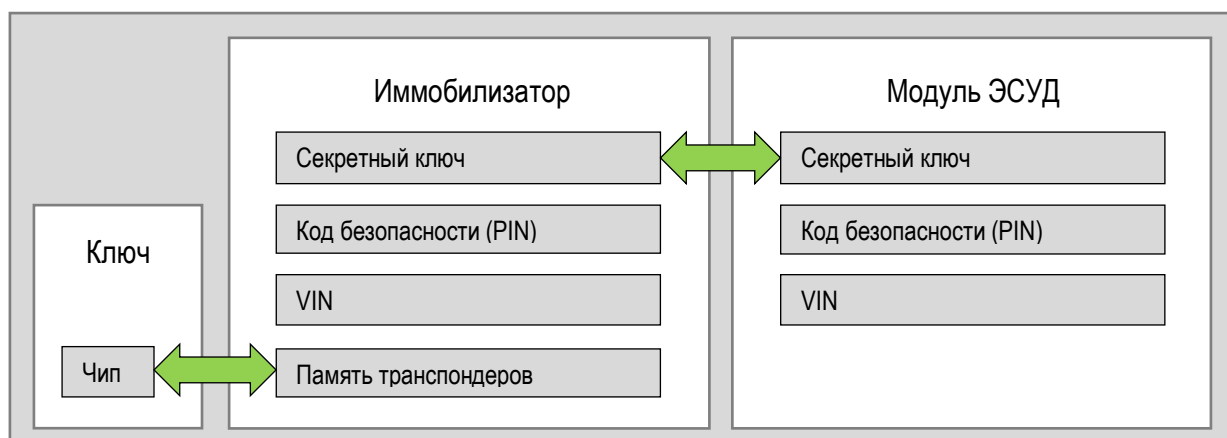 Ключ
Чип
Иммобилизатор
Секретный ключ
Код безопасности (PIN)
VIN
Память транспондеров
Модуль ЭСУД
Секретный ключ
Код безопасности (PIN)
VIN